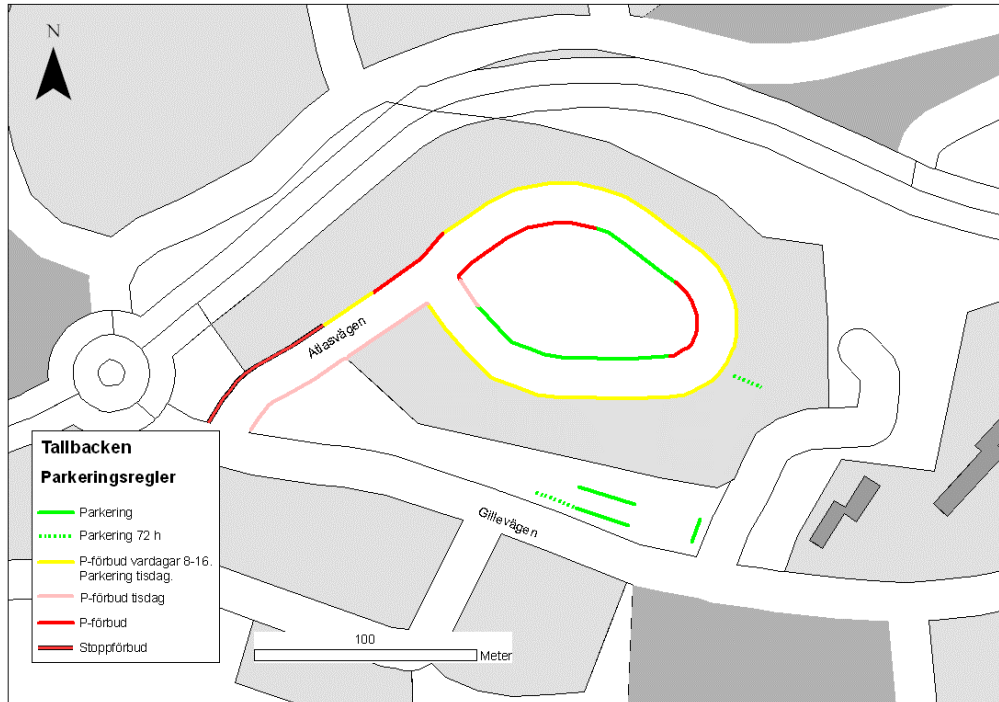 N
Atlasvägen
Gillevägen
Tallbacken
Parkeringsregler
Parkering
Parkering 72 h
P-förbud vardagar 8-16.
Parkering tisdag.
P-förbud tisdag
P-förbud
Stoppförbud
100
Meter